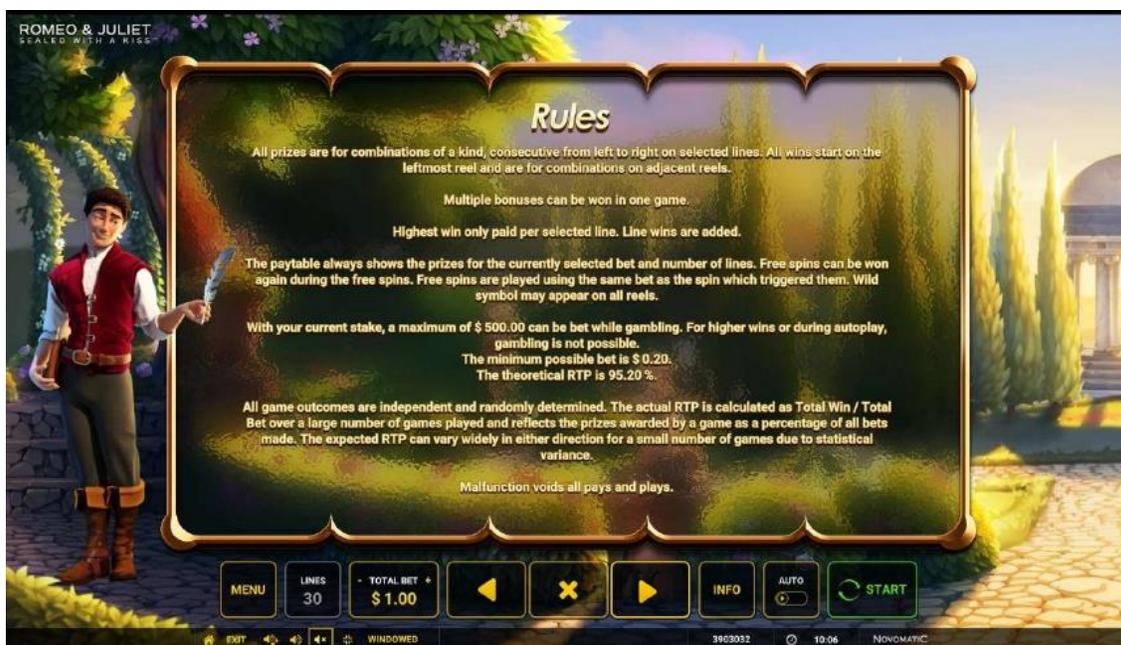 ROMEO & JULIET
SEALED WITH A KISS
Rules
All prizes are for combinations of a kind, consecutive from left to right on selected lines. All wins start on the
leftmost reel and are for combinations on adjacent reels.
Multiple bonuses can be won in one game.
Highest win only paid per selected line. Line wins are added.
The paytable always shows the prizes for the currently selected bet and number of lines. Free spins can be won
again during the free spins. Free spins are played using the same bet as the spin which triggered them. Wild
symbol may appear on all reels.
With your current stake, a maximum of $ 500.00 can be bet while gambling. For higher wins or during autoplay,
gambling is not possible.
The minimum possible bet is $ 0.20.
The theoretical RTP is 95.20 %.
All game outcomes are independent and randomly determined. The actual RTP is calculated as Total Win / Total
Bet over a large number of games played and reflects the prizes awarded by a game as a percentage of all bets
made. The expected RTP can vary widely in either direction for a small number of games due to statistical
variance.
Malfunction voids all pays and plays.
MENU
LINES
30
- TOTAL BET +
$ 1.00
INFO
AUTO
START
EXIT
WINDOWED
3903032
10:06
NOVOMATIC